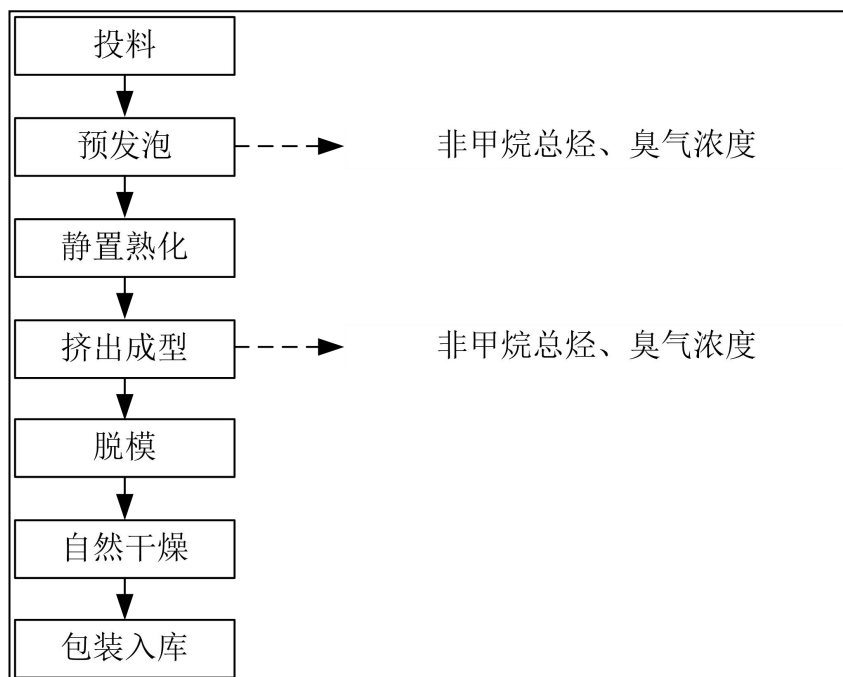 投料
预发泡
非甲烷总烃、臭气浓度
静置熟化
挤出成型
非甲烷总烃、臭气浓度
脱模
自然干燥
包装入库